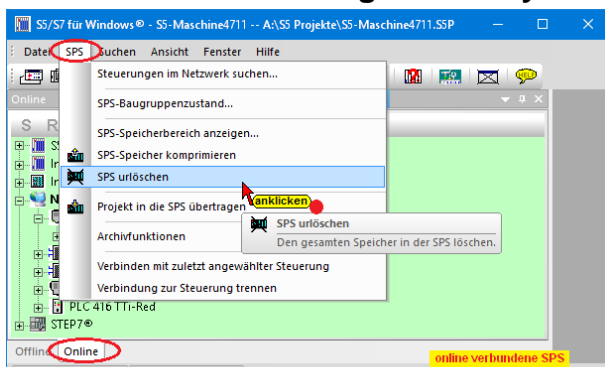 S5/S7 für Windows® - S5-Maschine4711 -- A:\S5 Projekte\S5-Maschine4711.S5P
Datei SPS Suchen Ansicht Fenster Hilfe
Steuerungen im Netzwerk suchen...
Online
SPS-Baugruppenzustand...
SPS-Speicherbereich anzeigen...
SPS-Speicher komprimieren
SPS urlöschen
Projekt in die SPS übertragen
anklicken
SPS urlöschen
Den gesamten Speicher in der SPS löschen.
Archivfunktionen
Verbinden mit zuletzt angewählter Steuerung
Verbindung zur Steuerung trennen
PLC 416 TTi-Red
STEP7®
Offline Online
online verbundene SPS